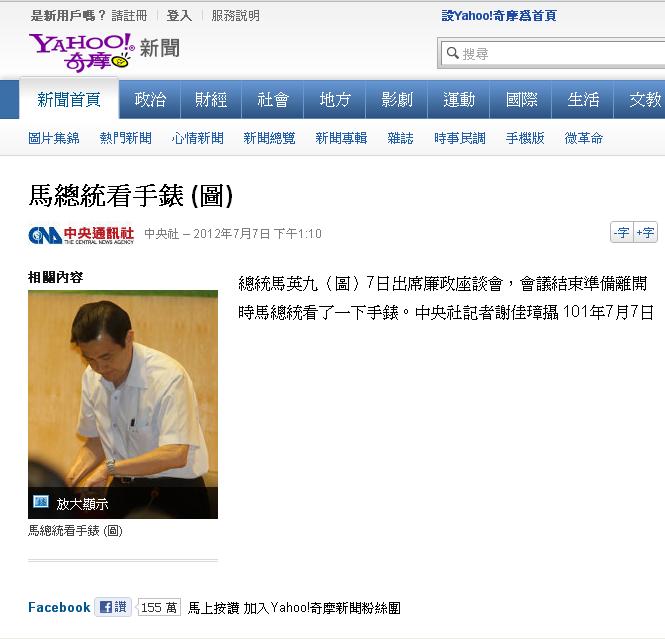 是新用戶嗎？ 請註冊 登入 服務說明 設Yahoo!奇摩爲首頁
YAHOO! 奇摩 新聞
搜尋
新聞首頁 政治 財經 社會 地方 影劇 運動 國際 生活 文教
圖片集錦 熱門新聞 心情新聞 新聞總覽 新聞專輯 雜誌 時事民調 手機版 微革命
馬總統看手錶 (圖)
CNA 中央通訊社 THE CENTRAL NEWS AGENCY 中央社 – 2012年7月7日 下午1:10 -字 +字
相關內容
總統馬英九（圖）7日出席廉政座談會，會議結束準備離開
時馬總統看了一下手錶。中央社記者謝佳璋攝 101年7月7日
放大顯示
馬總統看手錶 (圖)
Facebook 讚 155 萬 馬上按讚 加入Yahoo!奇摩新聞粉絲團